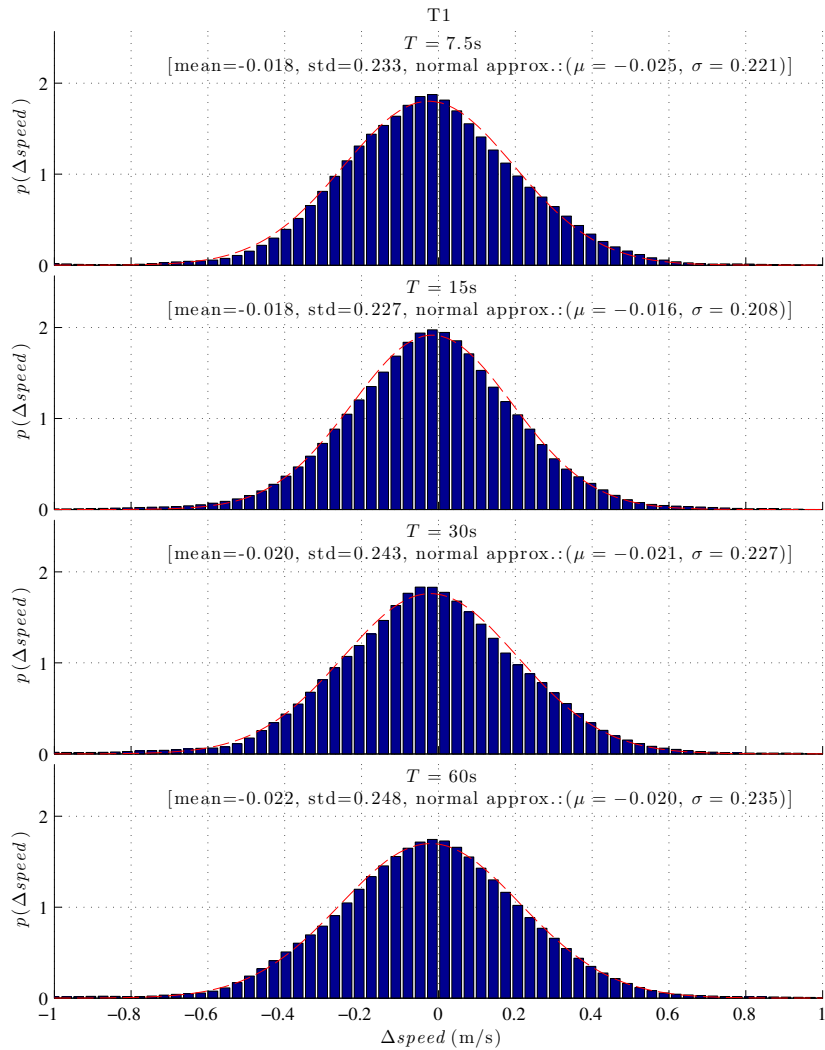 T1
T = 7.5s
[mean=-0.018, std=0.233, normal approx.:(μ = −0.025, σ = 0.221)]
2
1
0
p(Δspeed)
T = 15s
[mean=-0.018, std=0.227, normal approx.:(μ = −0.016, σ = 0.208)]
2
1
0
p(Δspeed)
T = 30s
[mean=-0.020, std=0.243, normal approx.:(μ = −0.021, σ = 0.227)]
2
1
0
p(Δspeed)
T = 60s
[mean=-0.022, std=0.248, normal approx.:(μ = −0.020, σ = 0.235)]
2
1
0
p(Δspeed)
−1 −0.8 −0.6 −0.4 −0.2 0 0.2 0.4 0.6 0.8 1
Δspeed (m/s)